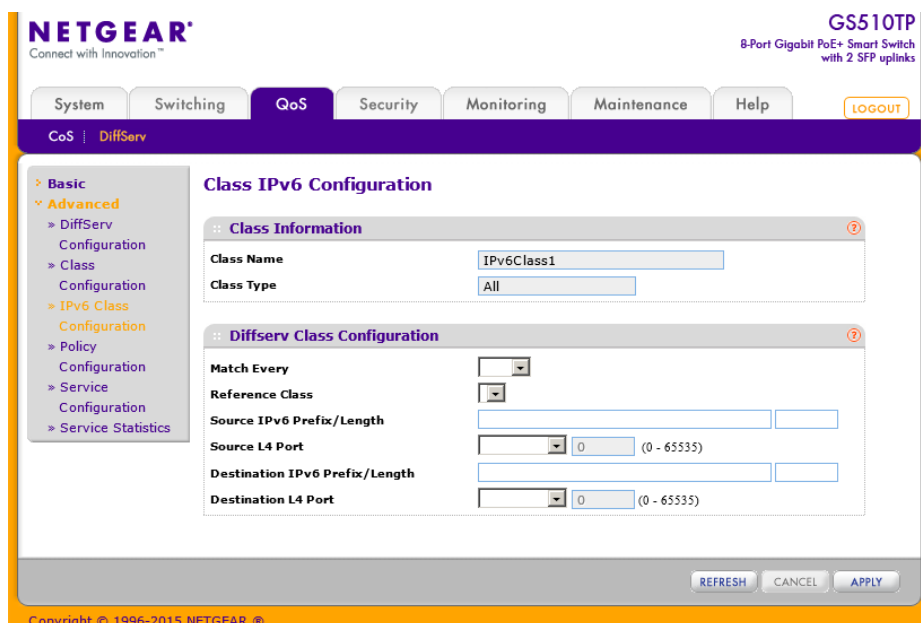 NETGEAR®
Connect with Innovation™
GS510TP
8-Port Gigabit PoE+ Smart Switch
with 2 SFP uplinks
System Switching QoS Security Monitoring Maintenance Help LOGOUT
CoS | DiffServ
Basic
Advanced
» DiffServ
Configuration
» Class
Configuration
» IPv6 Class
Configuration
» Policy
Configuration
» Service
Configuration
» Service Statistics
Class IPv6 Configuration
:: Class Information ?
Class Name IPv6Class1
Class Type All
:: Diffserv Class Configuration ?
Match Every
Reference Class
Source IPv6 Prefix/Length
Source L4 Port 0 (0 - 65535)
Destination IPv6 Prefix/Length
Destination L4 Port 0 (0 - 65535)
REFRESH CANCEL APPLY
Copyright © 1996-2015 NETGEAR ®